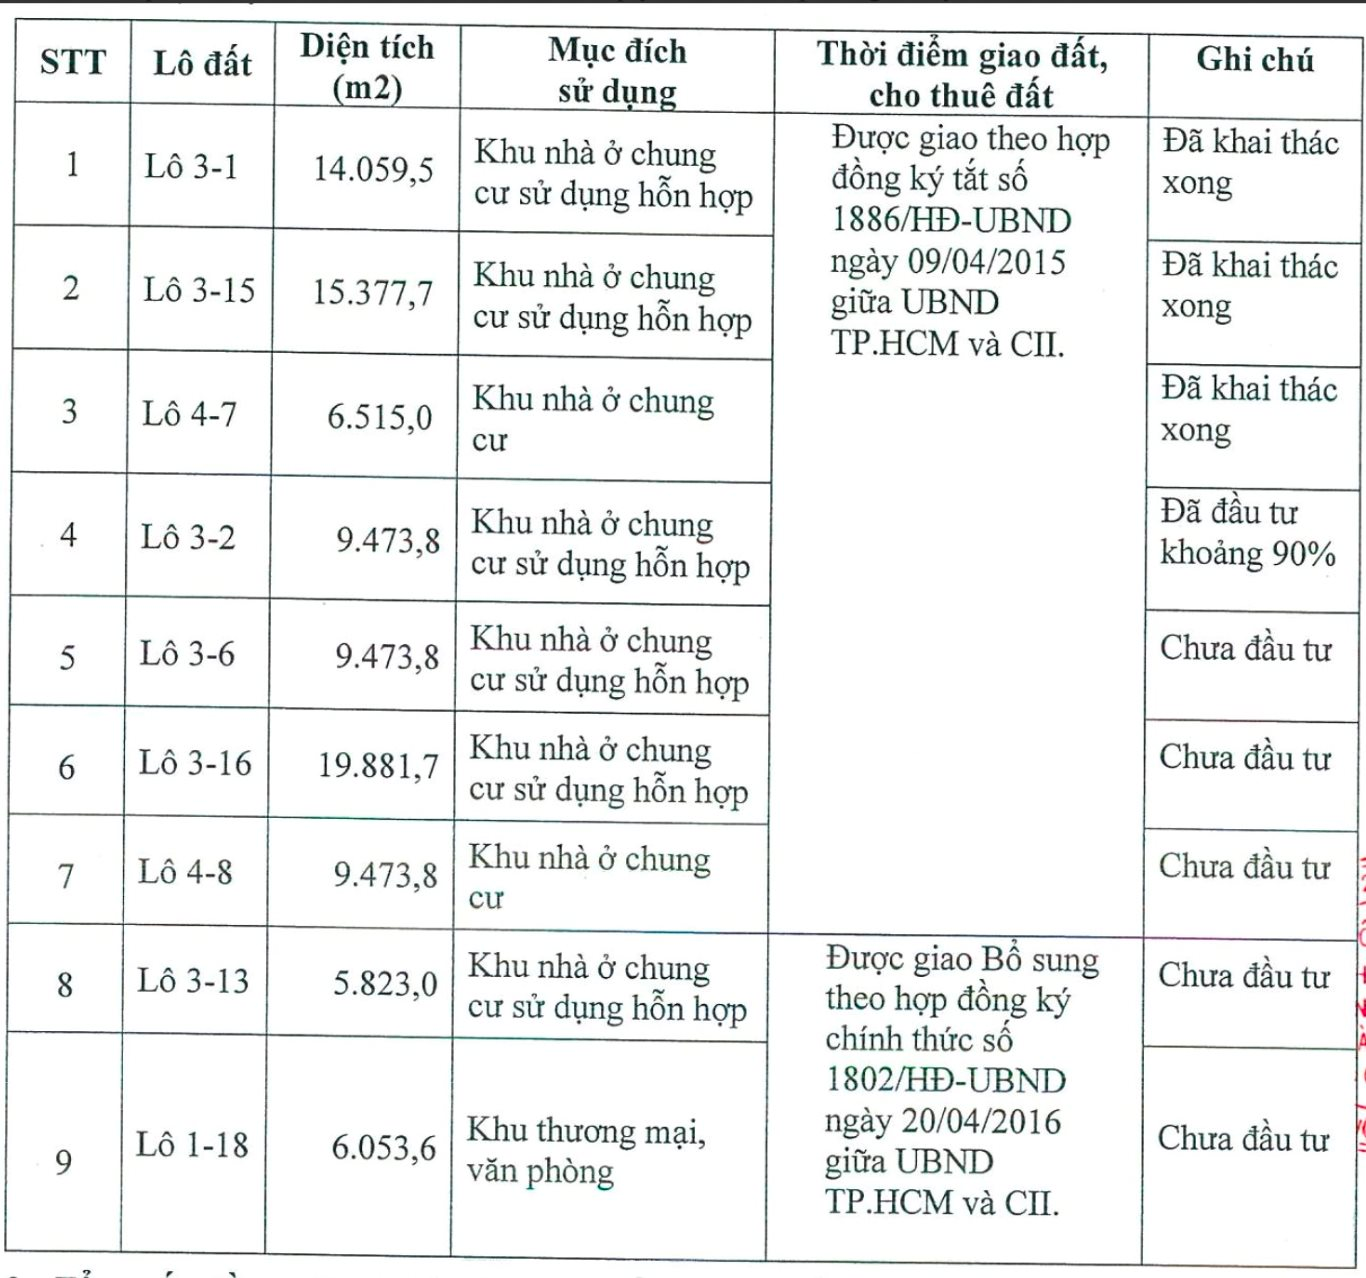 STT
Lô đất
Diện tích
(m2)
Mục đích
sử dụng
Thời điểm giao đất,
cho thuê đất
Ghi chú
1
Lô 3-1
14.059,5
Khu nhà ở chung
cư sử dụng hỗn hợp
Được giao theo hợp
đồng ký tắt số
1886/HĐ-UBND
ngày 09/04/2015
giữa UBND
TP.HCM và CII.
Đã khai thác
xong
2
Lô 3-15
15.377,7
Khu nhà ở chung
cư sử dụng hỗn hợp
Đã khai thác
xong
3
Lô 4-7
6.515,0
Khu nhà ở chung
cư
Đã khai thác
xong
4
Lô 3-2
9.473,8
Khu nhà ở chung
cư sử dụng hỗn hợp
Đã đầu tư
khoảng 90%
5
Lô 3-6
9.473,8
Khu nhà ở chung
cư sử dụng hỗn hợp
Chưa đầu tư
6
Lô 3-16
19.881,7
Khu nhà ở chung
cư sử dụng hỗn hợp
Chưa đầu tư
7
Lô 4-8
9.473,8
Khu nhà ở chung
cư
Chưa đầu tư
8
Lô 3-13
5.823,0
Khu nhà ở chung
cư sử dụng hỗn hợp
Được giao Bổ sung
theo hợp đồng ký
chính thức số
1802/HĐ-UBND
ngày 20/04/2016
giữa UBND
TP.HCM và CII.
Chưa đầu tư
9
Lô 1-18
6.053,6
Khu thương mại,
văn phòng
Chưa đầu tư